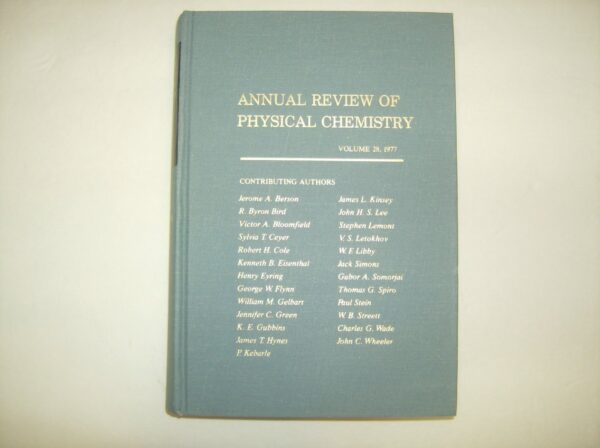 ANNUAL REVIEW OF
PHYSICAL CHEMISTRY
VOLUME 28, 1977
CONTRIBUTING AUTHORS
Jerome A. Berson
R. Byron Bird
Victor A. Bloomfield
Sylvia T. Ceyer
Robert H. Cole
Kenneth B. Eisenthal
Henry Eyring
George W. Flynn
William M. Gelbart
Jennifer C. Green
K. E. Gubbins
James T. Hynes
P. Kebarle
James L. Kinsey
John H. S. Lee
Stephen Lemont
V. S. Letokhov
W. F. Libby
Jack Simons
Gabor A. Somorjai
Thomas G. Spiro
Paul Stein
W. B. Streett
Charles G. Wade
John C. Wheeler